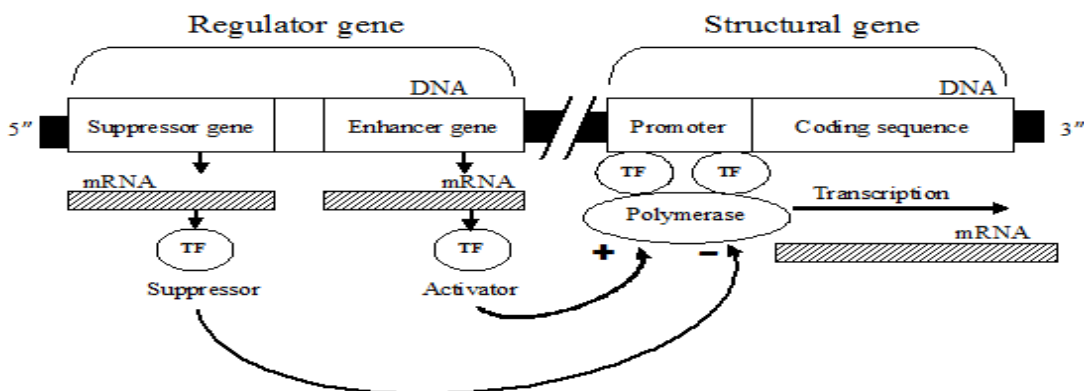 Regulator gene Structural gene
DNA DNA
5″ Suppressor gene Enhancer gene Promoter Coding sequence 3″
TF TF
mRNA mRNA Transcription
Polymerase
mRNA
TF TF
+ −
Suppressor Activator